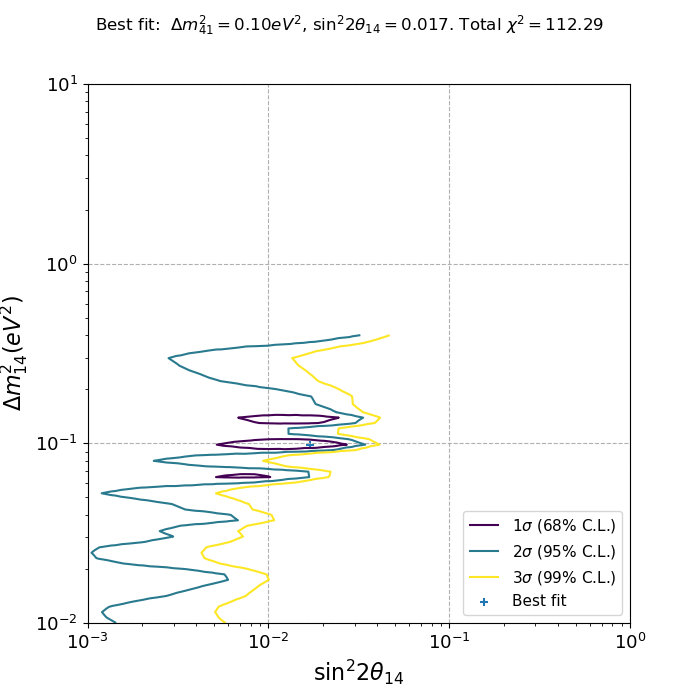 Best fit: Δm²₄₁ = 0.10eV², sin²2θ₁₄ = 0.017. Total χ² = 112.29
10¹
10⁰
10⁻¹
10⁻²
Δm²₁₄(eV²)
1σ (68% C.L.)
2σ (95% C.L.)
3σ (99% C.L.)
Best fit
10⁻³
10⁻²
10⁻¹
10⁰
sin²2θ₁₄